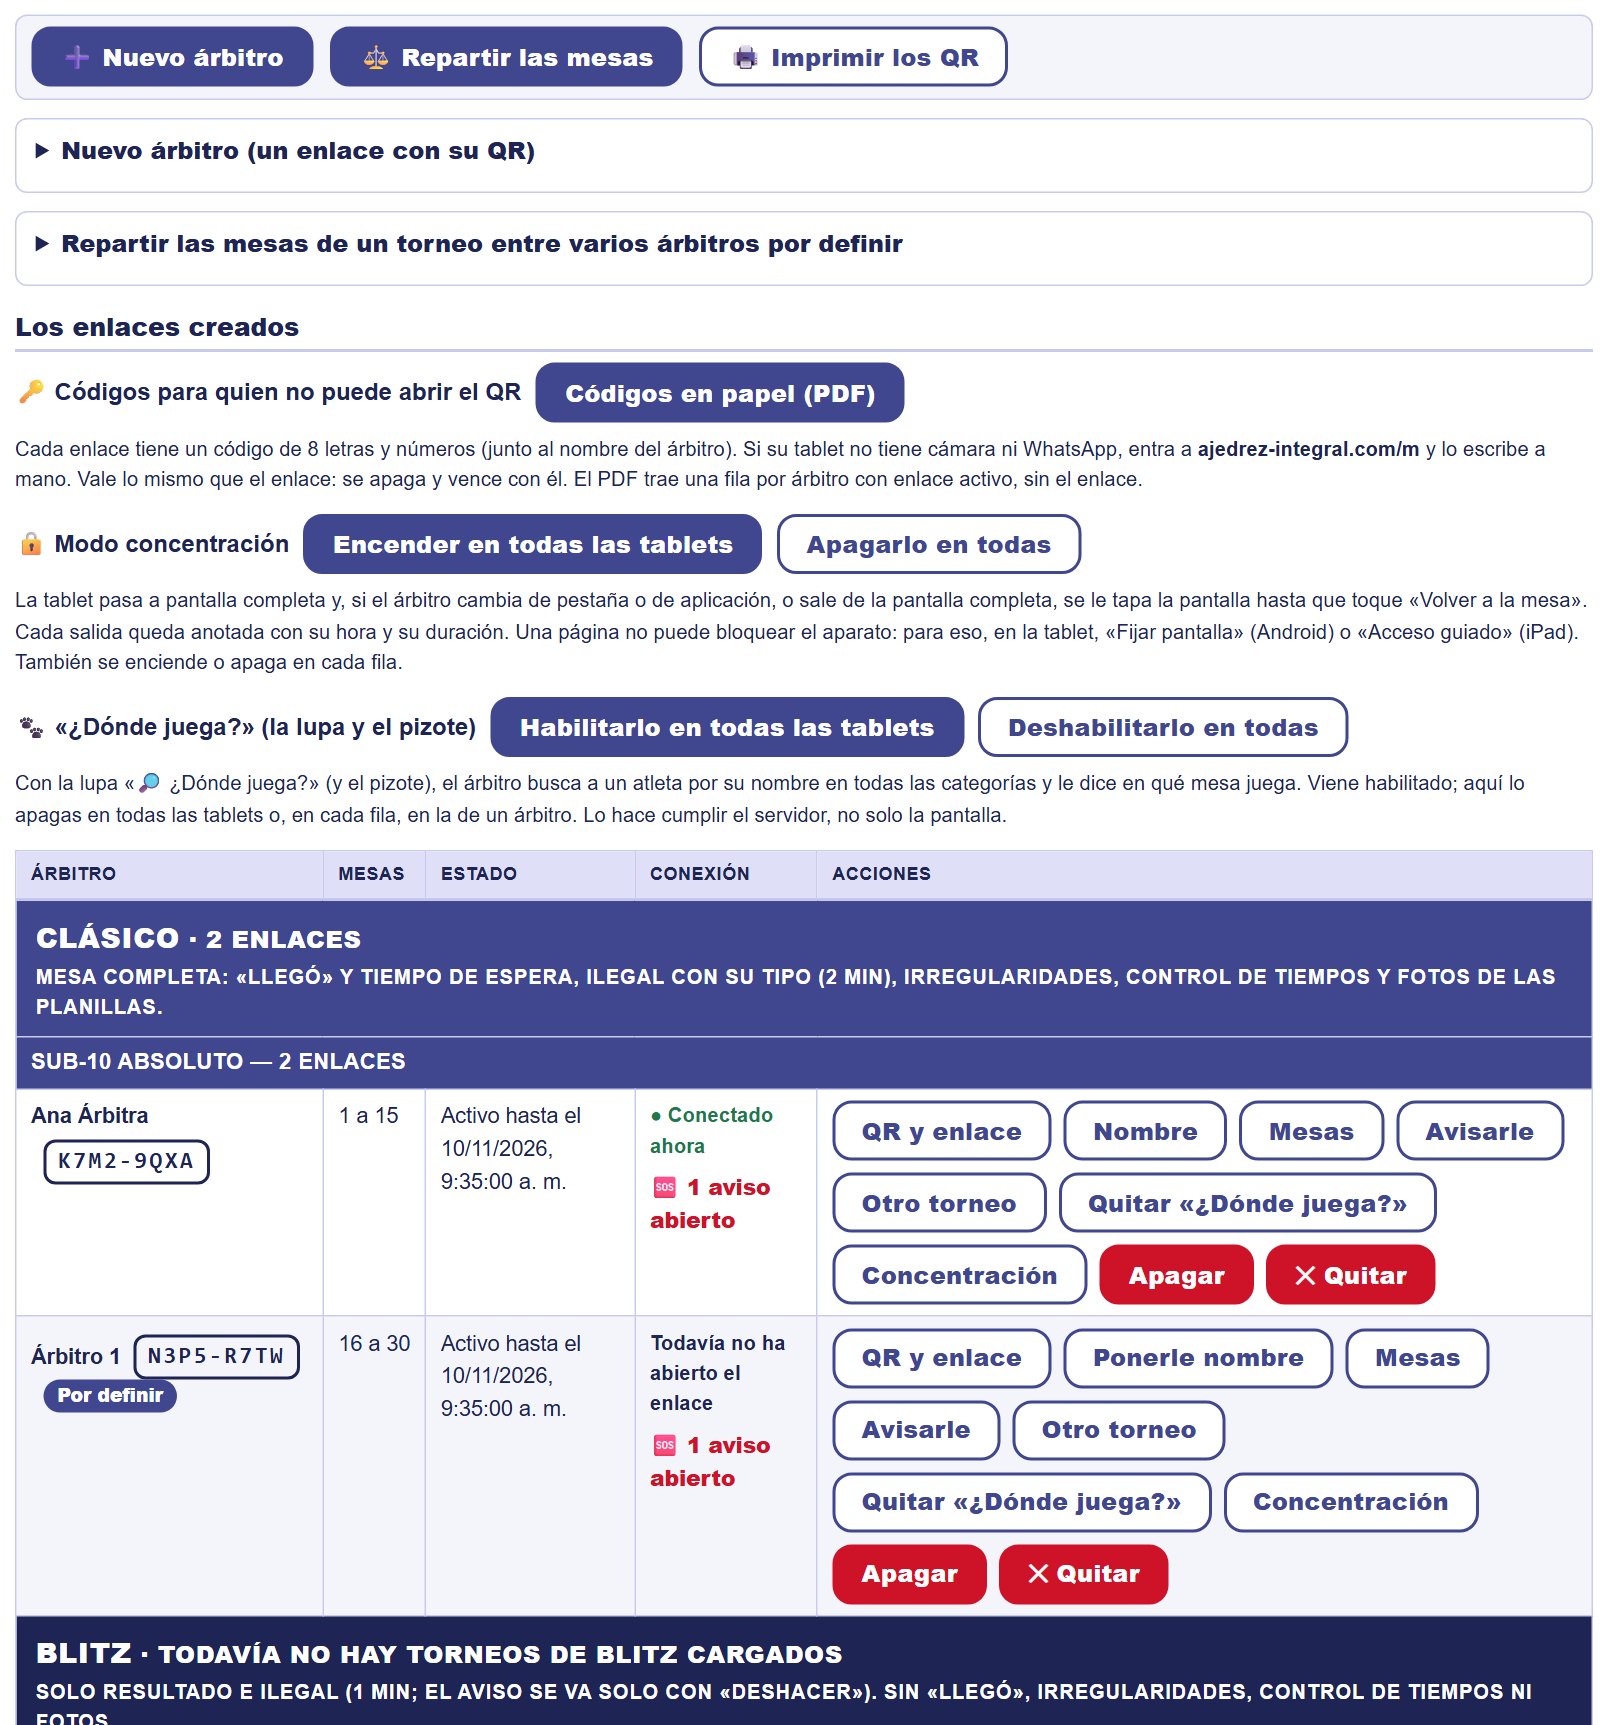 Nuevo árbitro
Repartir las mesas
Imprimir los QR
Nuevo árbitro (un enlace con su QR)
Repartir las mesas de un torneo entre varios árbitros por definir
Los enlaces creados
Códigos para quien no puede abrir el QR
Códigos en papel (PDF)
Cada enlace tiene un código de 8 letras y números (junto al nombre del árbitro). Si su tablet no tiene cámara ni WhatsApp, entra a ajedrez-integral.com/m y lo escribe a
mano. Vale lo mismo que el enlace: se apaga y vence con él. El PDF trae una fila por árbitro con enlace activo, sin el enlace.
Modo concentración
Encender en todas las tablets
Apagarlo en todas
La tablet pasa a pantalla completa y, si el árbitro cambia de pestaña o de aplicación, o sale de la pantalla completa, se le tapa la pantalla hasta que toque «Volver a la mesa».
Cada salida queda anotada con su hora y su duración. Una página no puede bloquear el aparato: para eso, en la tablet, «Fijar pantalla» (Android) o «Acceso guiado» (iPad).
También se enciende o apaga en cada fila.
«¿Dónde juega?» (la lupa y el pizote)
Habilitarlo en todas las tablets
Deshabilitarlo en todas
Con la lupa «🔎 ¿Dónde juega?» (y el pizote), el árbitro busca a un atleta por su nombre en todas las categorías y le dice en qué mesa juega. Viene habilitado; aquí lo
apagas en todas las tablets o, en cada fila, en la de un árbitro. Lo hace cumplir el servidor, no solo la pantalla.
ÁRBITRO
MESAS
ESTADO
CONEXIÓN
ACCIONES
CLÁSICO · 2 ENLACES
MESA COMPLETA: «LLEGÓ» Y TIEMPO DE ESPERA, ILEGAL CON SU TIPO (2 MIN), IRREGULARIDADES, CONTROL DE TIEMPOS Y FOTOS DE LAS
PLANILLAS.
SUB-10 ABSOLUTO — 2 ENLACES
Ana Árbitra
K7M2-9QXA
1 a 15
Activo hasta el
10/11/2026,
9:35:00 a. m.
● Conectado
ahora
🆘 1 aviso
abierto
QR y enlace
Nombre
Mesas
Avisarle
Otro torneo
Quitar «¿Dónde juega?»
Concentración
Apagar
✕ Quitar
Árbitro 1
N3P5-R7TW
Por definir
16 a 30
Activo hasta el
10/11/2026,
9:35:00 a. m.
Todavía no ha
abierto el
enlace
🆘 1 aviso
abierto
QR y enlace
Ponerle nombre
Mesas
Avisarle
Otro torneo
Quitar «¿Dónde juega?»
Concentración
Apagar
✕ Quitar
BLITZ · TODAVÍA NO HAY TORNEOS DE BLITZ CARGADOS
SOLO RESULTADO E ILEGAL (1 MIN; EL AVISO SE VA SOLO CON «DESHACER»). SIN «LLEGÓ», IRREGULARIDADES, CONTROL DE TIEMPOS NI
FOTOS